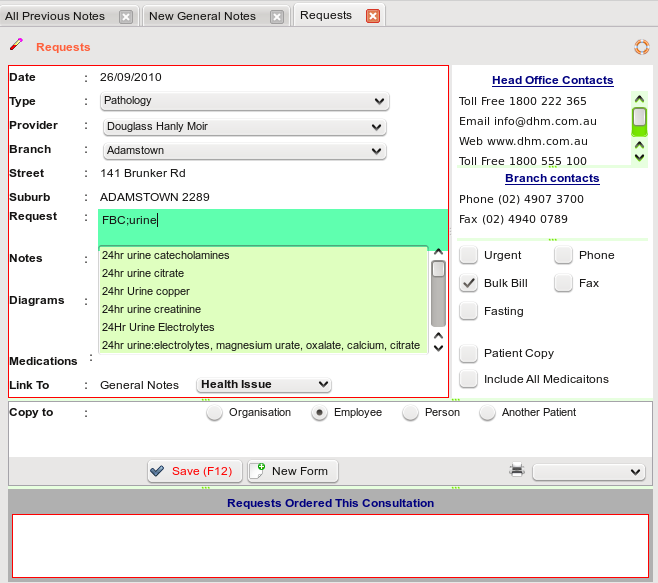 All Previous Notes New General Notes Requests
Requests
Date : 26/09/2010
Type : Pathology
Provider : Douglass Hanly Moir
Branch : Adamstown
Street : 141 Brunker Rd
Suburb : ADAMSTOWN 2289
Request : FBC;urine
24hr urine catecholamines
24hr urine citrate
24hr Urine copper
24hr urine creatinine
24Hr Urine Electrolytes
24hr urine:electrolytes, magnesium urate, oxalate, calcium, citrate
Notes :
Diagrams :
Medications :
Link To : General Notes Health Issue
Head Office Contacts
Toll Free 1800 222 365
Email info@dhm.com.au
Web www.dhm.com.au
Toll Free 1800 555 100
Branch contacts
Phone (02) 4907 3700
Fax (02) 4940 0789
Urgent Phone
Bulk Bill Fax
Fasting
Patient Copy
Include All Medicaitons
Copy to : Organisation Employee Person Another Patient
Save (F12) New Form
Requests Ordered This Consultation